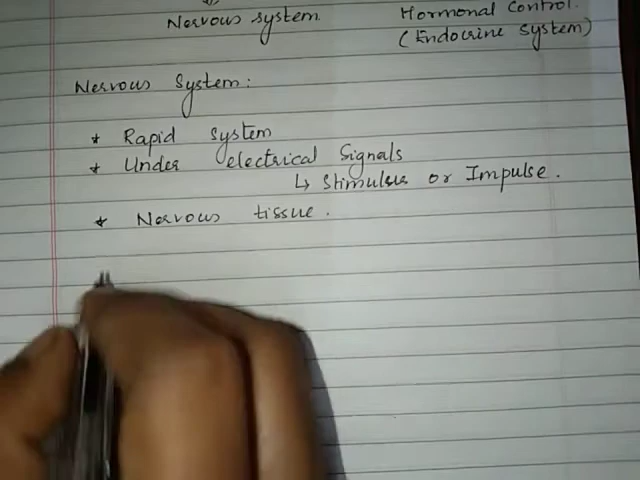 Nervous system.
Hormonal Control.
(Endocrine system)
Nervous System:
* Rapid system
* Under electrical Signals
↳ Stimulus or Impulse.
* Nervous tissue.